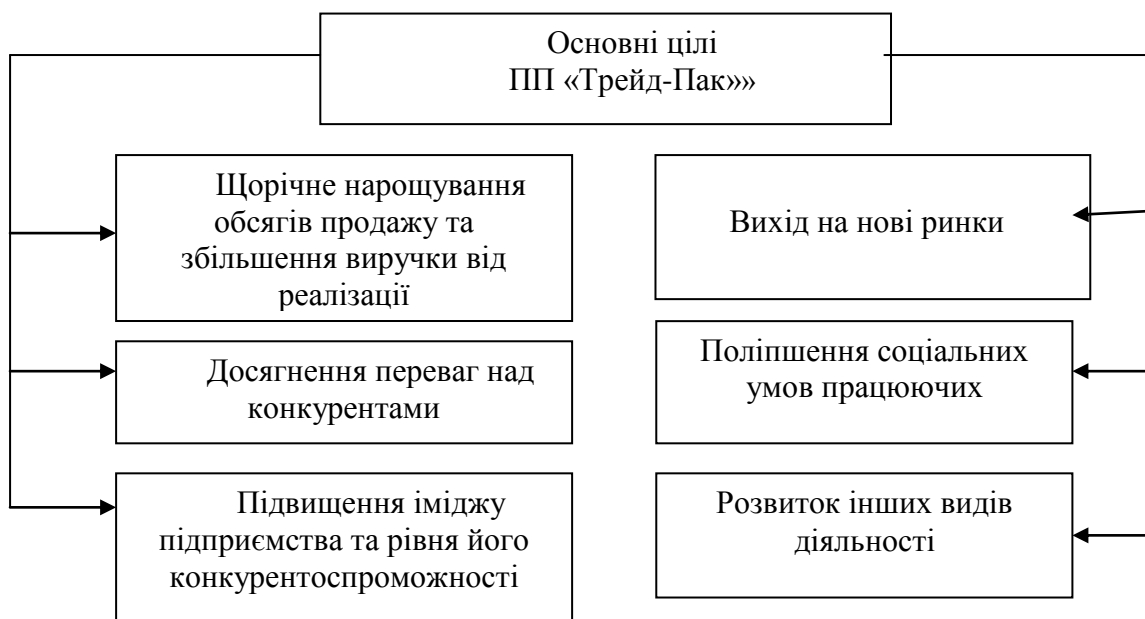 Основні цілі
ПП «Трейд-Пак»»
Щорічне нарощування
обсягів продажу та
збільшення виручки від
реалізації
Вихід на нові ринки
Досягнення переваг над
конкурентами
Поліпшення соціальних
умов працюючих
Підвищення іміджу
підприємства та рівня його
конкурентоспроможності
Розвиток інших видів
діяльності